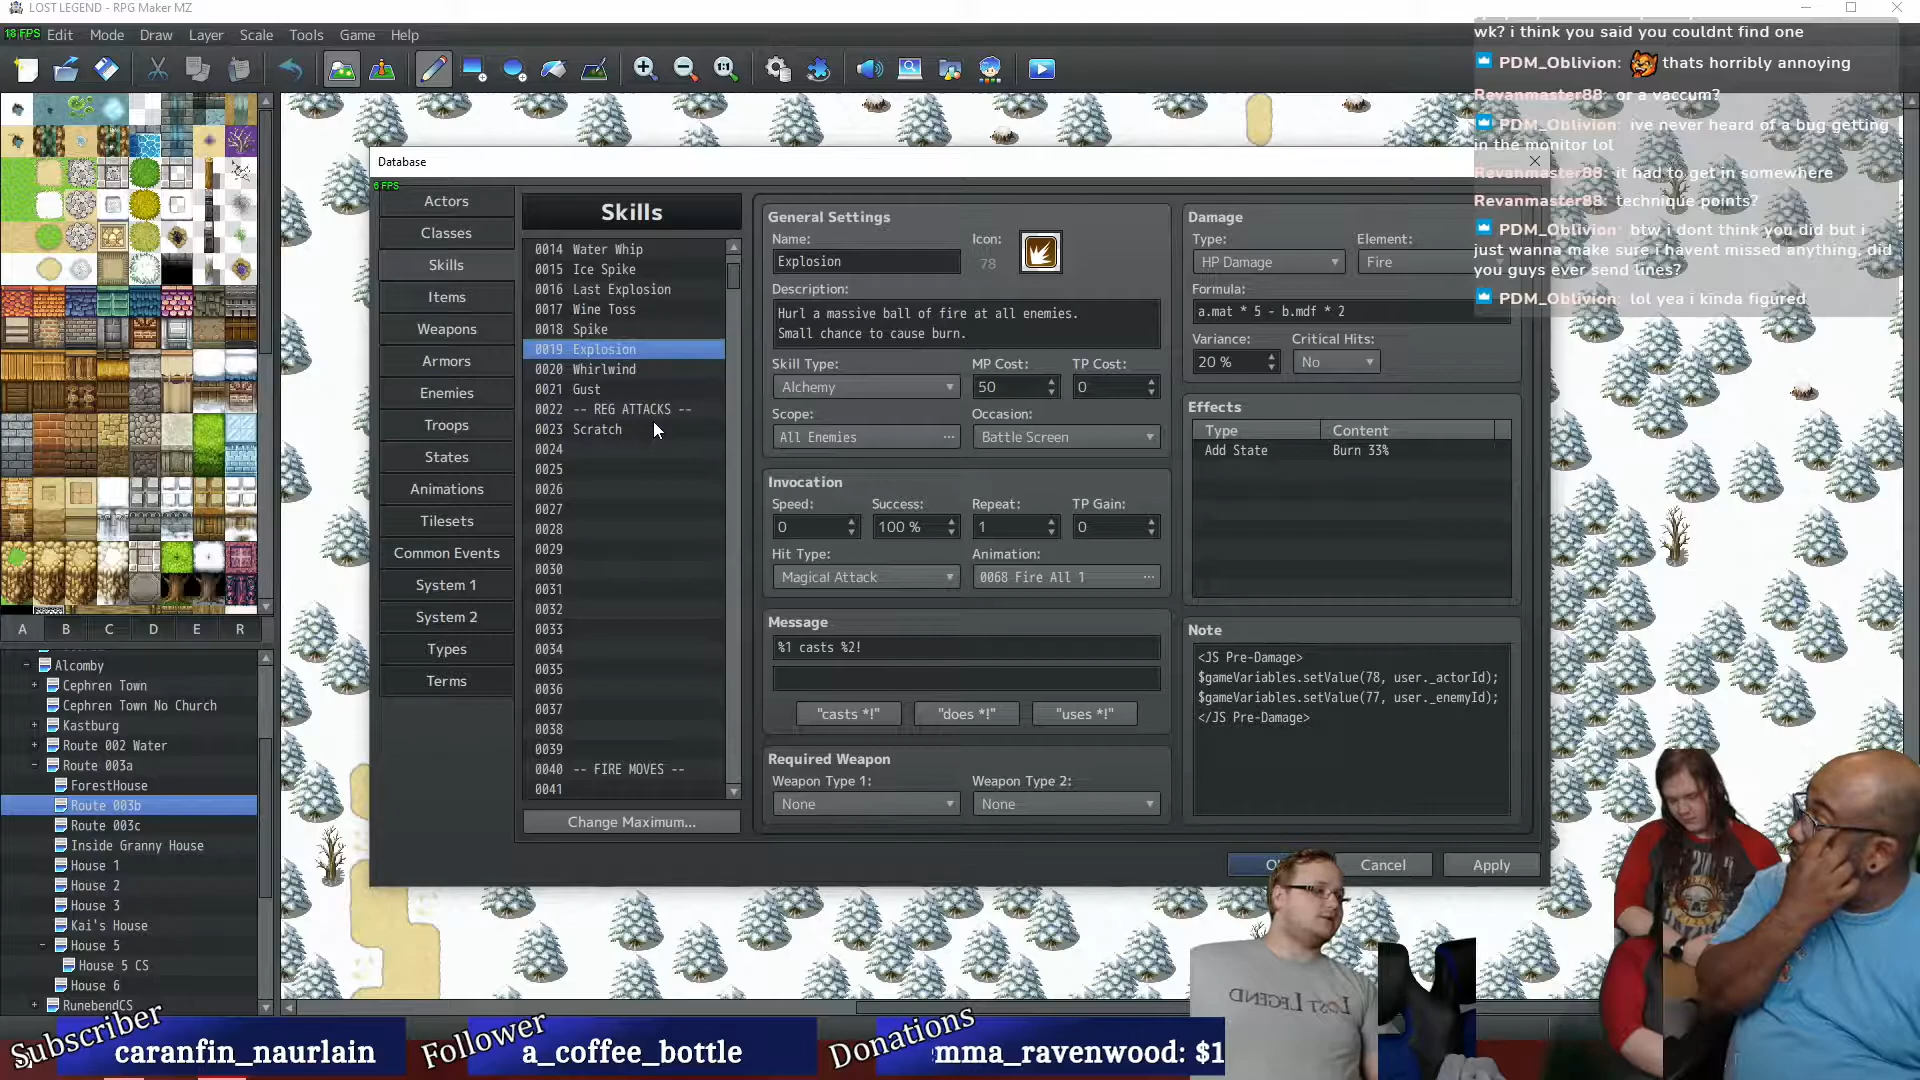 LOST LEGEND - RPG Maker MZ
18 FPS
Edit
Mode
Draw
Layer
Scale
Tools
Game
Help
wk? i think you said you couldnt find one
PDM_Oblivion: thats horribly annoying
Revanmaster88: or a vaccum?
PDM_Oblivion: ive never heard of a bug getting
in the monitor lol
Revanmaster88: it had to get in somewhere
Revanmaster88: technique points?
PDM_Oblivion: btw i dont think you did but i
just wanna make sure i havent missed anything, did
you guys ever send lines?
PDM_Oblivion: lol yea i kinda figured
Database
6 FPS
Actors
Classes
Skills
Items
Weapons
Armors
Enemies
Troops
States
Animations
Tilesets
Common Events
System 1
System 2
Types
Terms
Skills
0014 Water Whip
0015 Ice Spike
0016 Last Explosion
0017 Wine Toss
0018 Spike
0019 Explosion
0020 Whirlwind
0021 Gust
0022 -- REG ATTACKS --
0023 Scratch
0024
0025
0026
0027
0028
0029
0030
0031
0032
0033
0034
0035
0036
0037
0038
0039
0040 -- FIRE MOVES --
0041
Change Maximum...
General Settings
Name:
Icon:
Explosion
78
Description:
Hurl a massive ball of fire at all enemies.
Small chance to cause burn.
Skill Type:
MP Cost:
TP Cost:
Alchemy
50
0
Scope:
Occasion:
All Enemies
Battle Screen
Invocation
Speed:
Success:
Repeat:
TP Gain:
0
100 %
1
0
Hit Type:
Animation:
Magical Attack
0068 Fire All 1
Message
%1 casts %2!
"casts *!"
"does *!"
"uses *!"
Required Weapon
Weapon Type 1:
Weapon Type 2:
None
None
Damage
Type:
Element:
HP Damage
Fire
Formula:
a.mat * 5 - b.mdf * 2
Variance:
Critical Hits:
20 %
No
Effects
Type
Content
Add State
Burn 33%
Note
<JS Pre-Damage>
$gameVariables.setValue(78, user._actorId);
$gameVariables.setValue(77, user._enemyId);
</JS Pre-Damage>
Cancel
Apply
A
B
C
D
E
R
Alcomby
Cephren Town
Cephren Town No Church
Kastburg
Route 002 Water
Route 003a
ForestHouse
Route 003b
Route 003c
Inside Granny House
House 1
House 2
House 3
Kai's House
House 5
House 5 CS
House 6
RunebendCS
LOST LEGEND
Subscriber
caranfin_naurlain
Follower
a_coffee_bottle
Donations
mma_ravenwood: $1